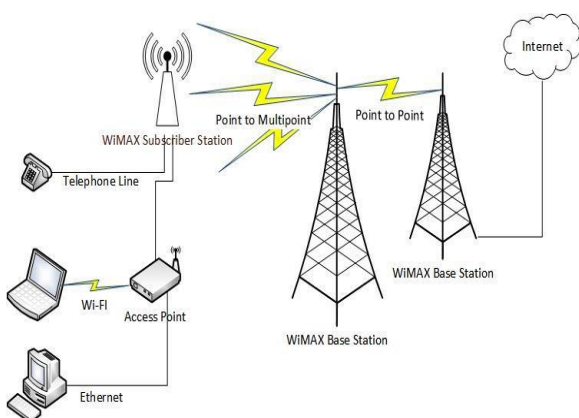 Internet
Point to Multipoint
Point to Point
WiMAX Subscriber Station
Telephone Line
WiMAX Base Station
Wi-FI
Access Point
WiMAX Base Station
Ethernet